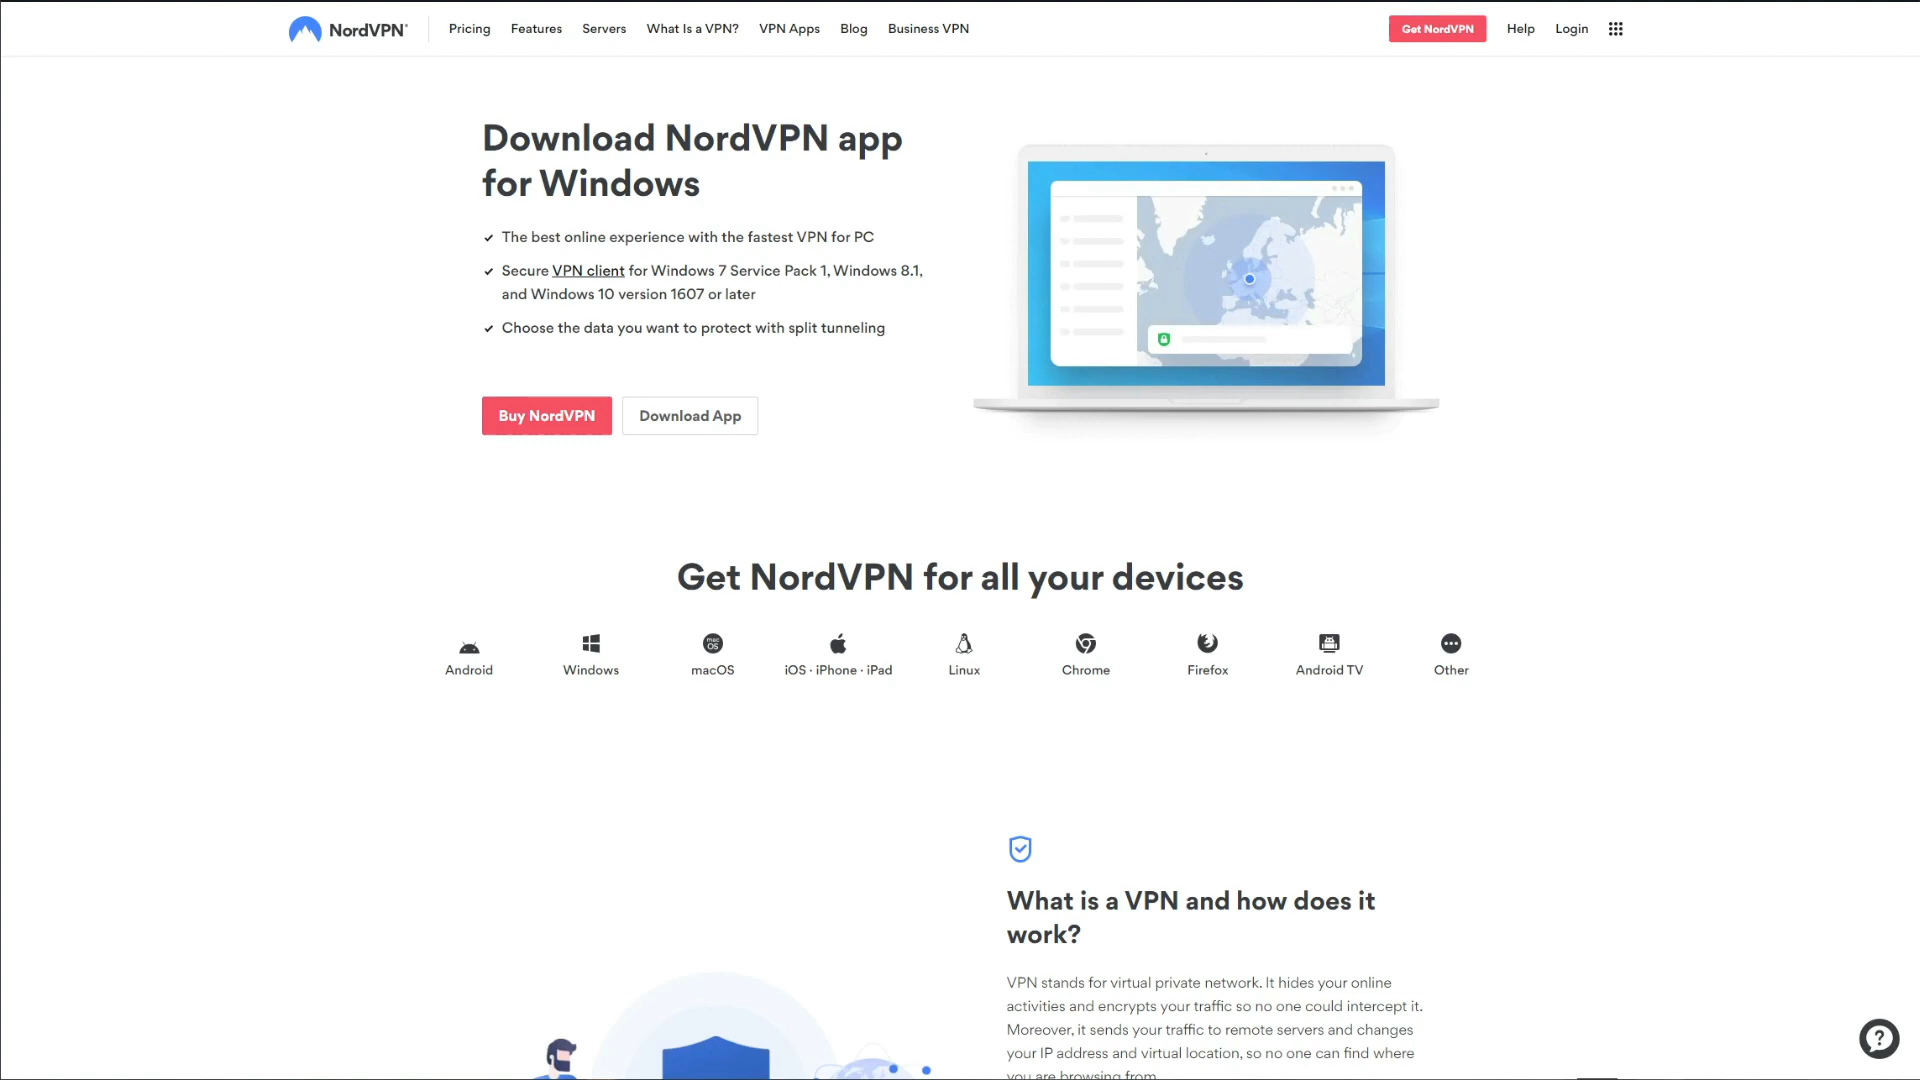 NordVPN®
Pricing
Features
Servers
What Is a VPN?
VPN Apps
Blog
Business VPN
Get NordVPN
Help
Login
Download NordVPN app
for Windows
The best online experience with the fastest VPN for PC
Secure VPN client for Windows 7 Service Pack 1, Windows 8.1,
and Windows 10 version 1607 or later
Choose the data you want to protect with split tunneling
Buy NordVPN
Download App
Get NordVPN for all your devices
mac
OS
Android
Windows
macOS
iOS · iPhone · iPad
Linux
Chrome
Firefox
Android TV
Other
What is a VPN and how does it
work?
VPN stands for virtual private network. It hides your online
activities and encrypts your traffic so no one could intercept it.
Moreover, it sends your traffic to remote servers and changes
your IP address and virtual location, so no one can find where
you are browsing from.
?